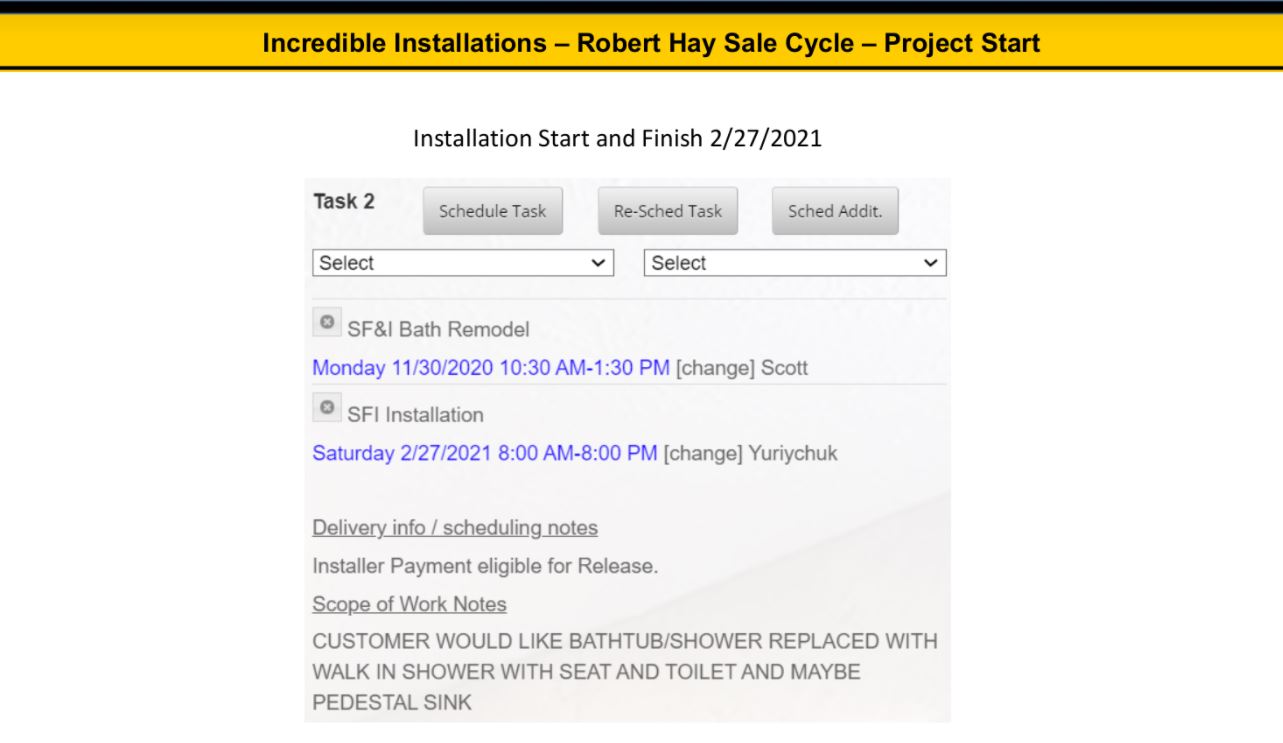 Incredible Installations – Robert Hay Sale Cycle – Project Start
Installation Start and Finish 2/27/2021
Task 2 Schedule Task Re-Sched Task Sched Addit.
Select Select
SF&I Bath Remodel
Monday 11/30/2020 10:30 AM-1:30 PM [change] Scott
SFI Installation
Saturday 2/27/2021 8:00 AM-8:00 PM [change] Yuriychuk
Delivery info / scheduling notes
Installer Payment eligible for Release.
Scope of Work Notes
CUSTOMER WOULD LIKE BATHTUB/SHOWER REPLACED WITH
WALK IN SHOWER WITH SEAT AND TOILET AND MAYBE
PEDESTAL SINK